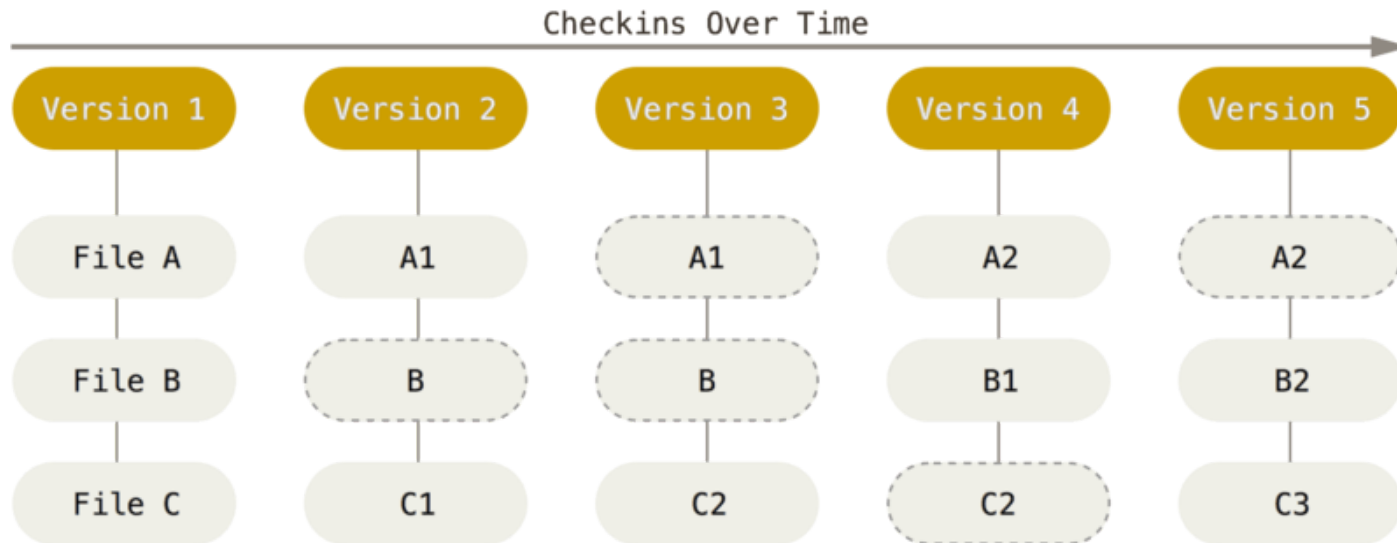 Checkins Over Time
Version 1 Version 2 Version 3 Version 4 Version 5
File A A1 A1 A2 A2
File B B B B1 B2
File C C1 C2 C2 C3